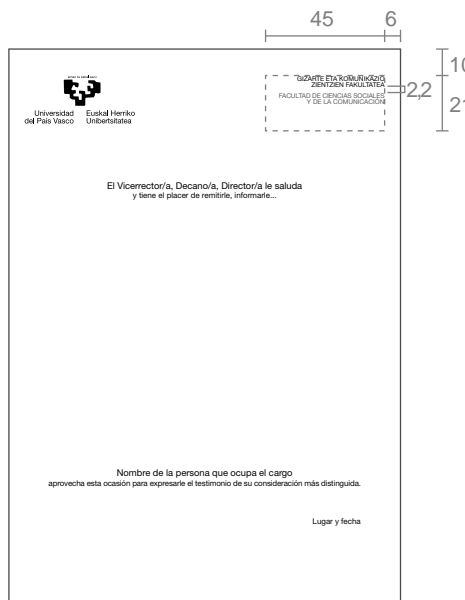 45 6
10
GIZARTE ETA KOMUNIKAZIO
ZIENTZIEN FAKULTATEA
2,2
FACULTAD DE CIENCIAS SOCIALES
Y DE LA COMUNICACIÓN
21
Universidad Euskal Herriko
del País Vasco Unibertsitatea
El Vicerrector/a, Decano/a, Director/a le saluda
y tiene el placer de remitirle, informarle...
Nombre de la persona que ocupa el cargo
aprovecha esta ocasión para expresarle el testimonio de su consideración más distinguida.
Lugar y fecha